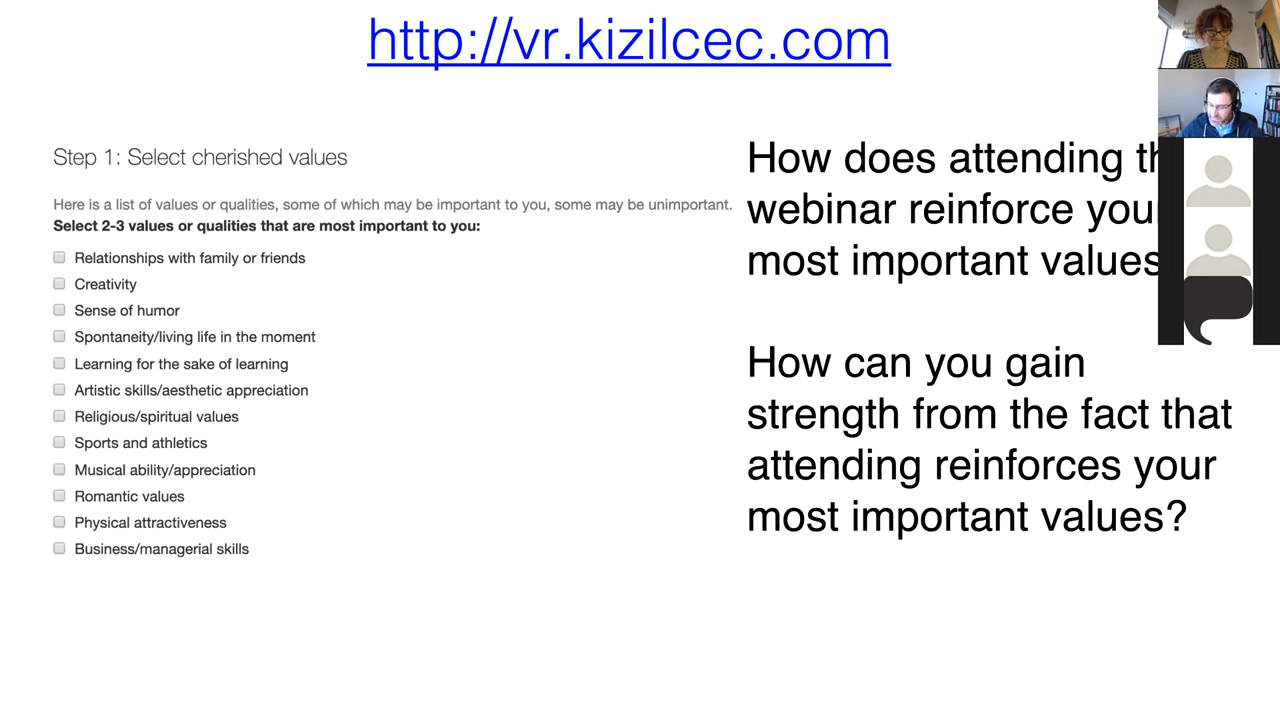 http://vr.kizilcec.com
Step 1: Select cherished values
Here is a list of values or qualities, some of which may be important to you, some may be unimportant.
Select 2-3 values or qualities that are most important to you:
Relationships with family or friends
Creativity
Sense of humor
Spontaneity/living life in the moment
Learning for the sake of learning
Artistic skills/aesthetic appreciation
Religious/spiritual values
Sports and athletics
Musical ability/appreciation
Romantic values
Physical attractiveness
Business/managerial skills
How does attending
webinar reinforce
most important values
How can you gain
strength from the fact that
attending reinforces your
most important values?